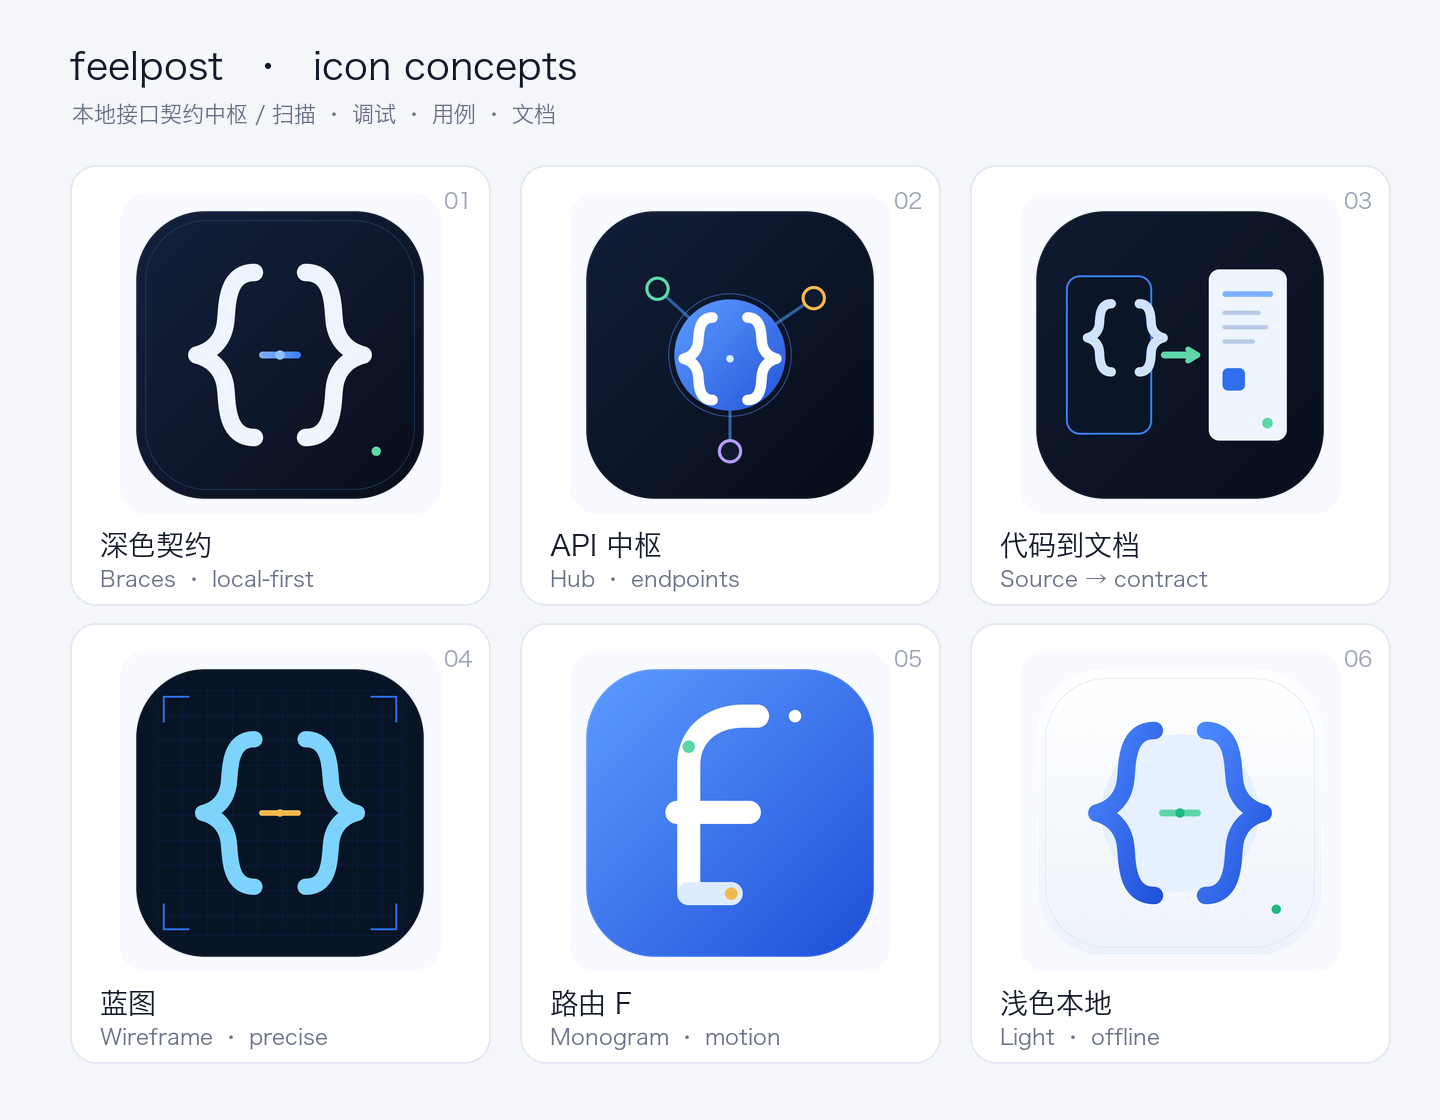 feelpost · icon concepts
本地接口契约中枢 / 扫描 · 调试 · 用例 · 文档
01
深色契约
Braces · local-first
02
API 中枢
Hub · endpoints
03
代码到文档
Source → contract
04
蓝图
Wireframe · precise
05
路由 F
Monogram · motion
06
浅色本地
Light · offline